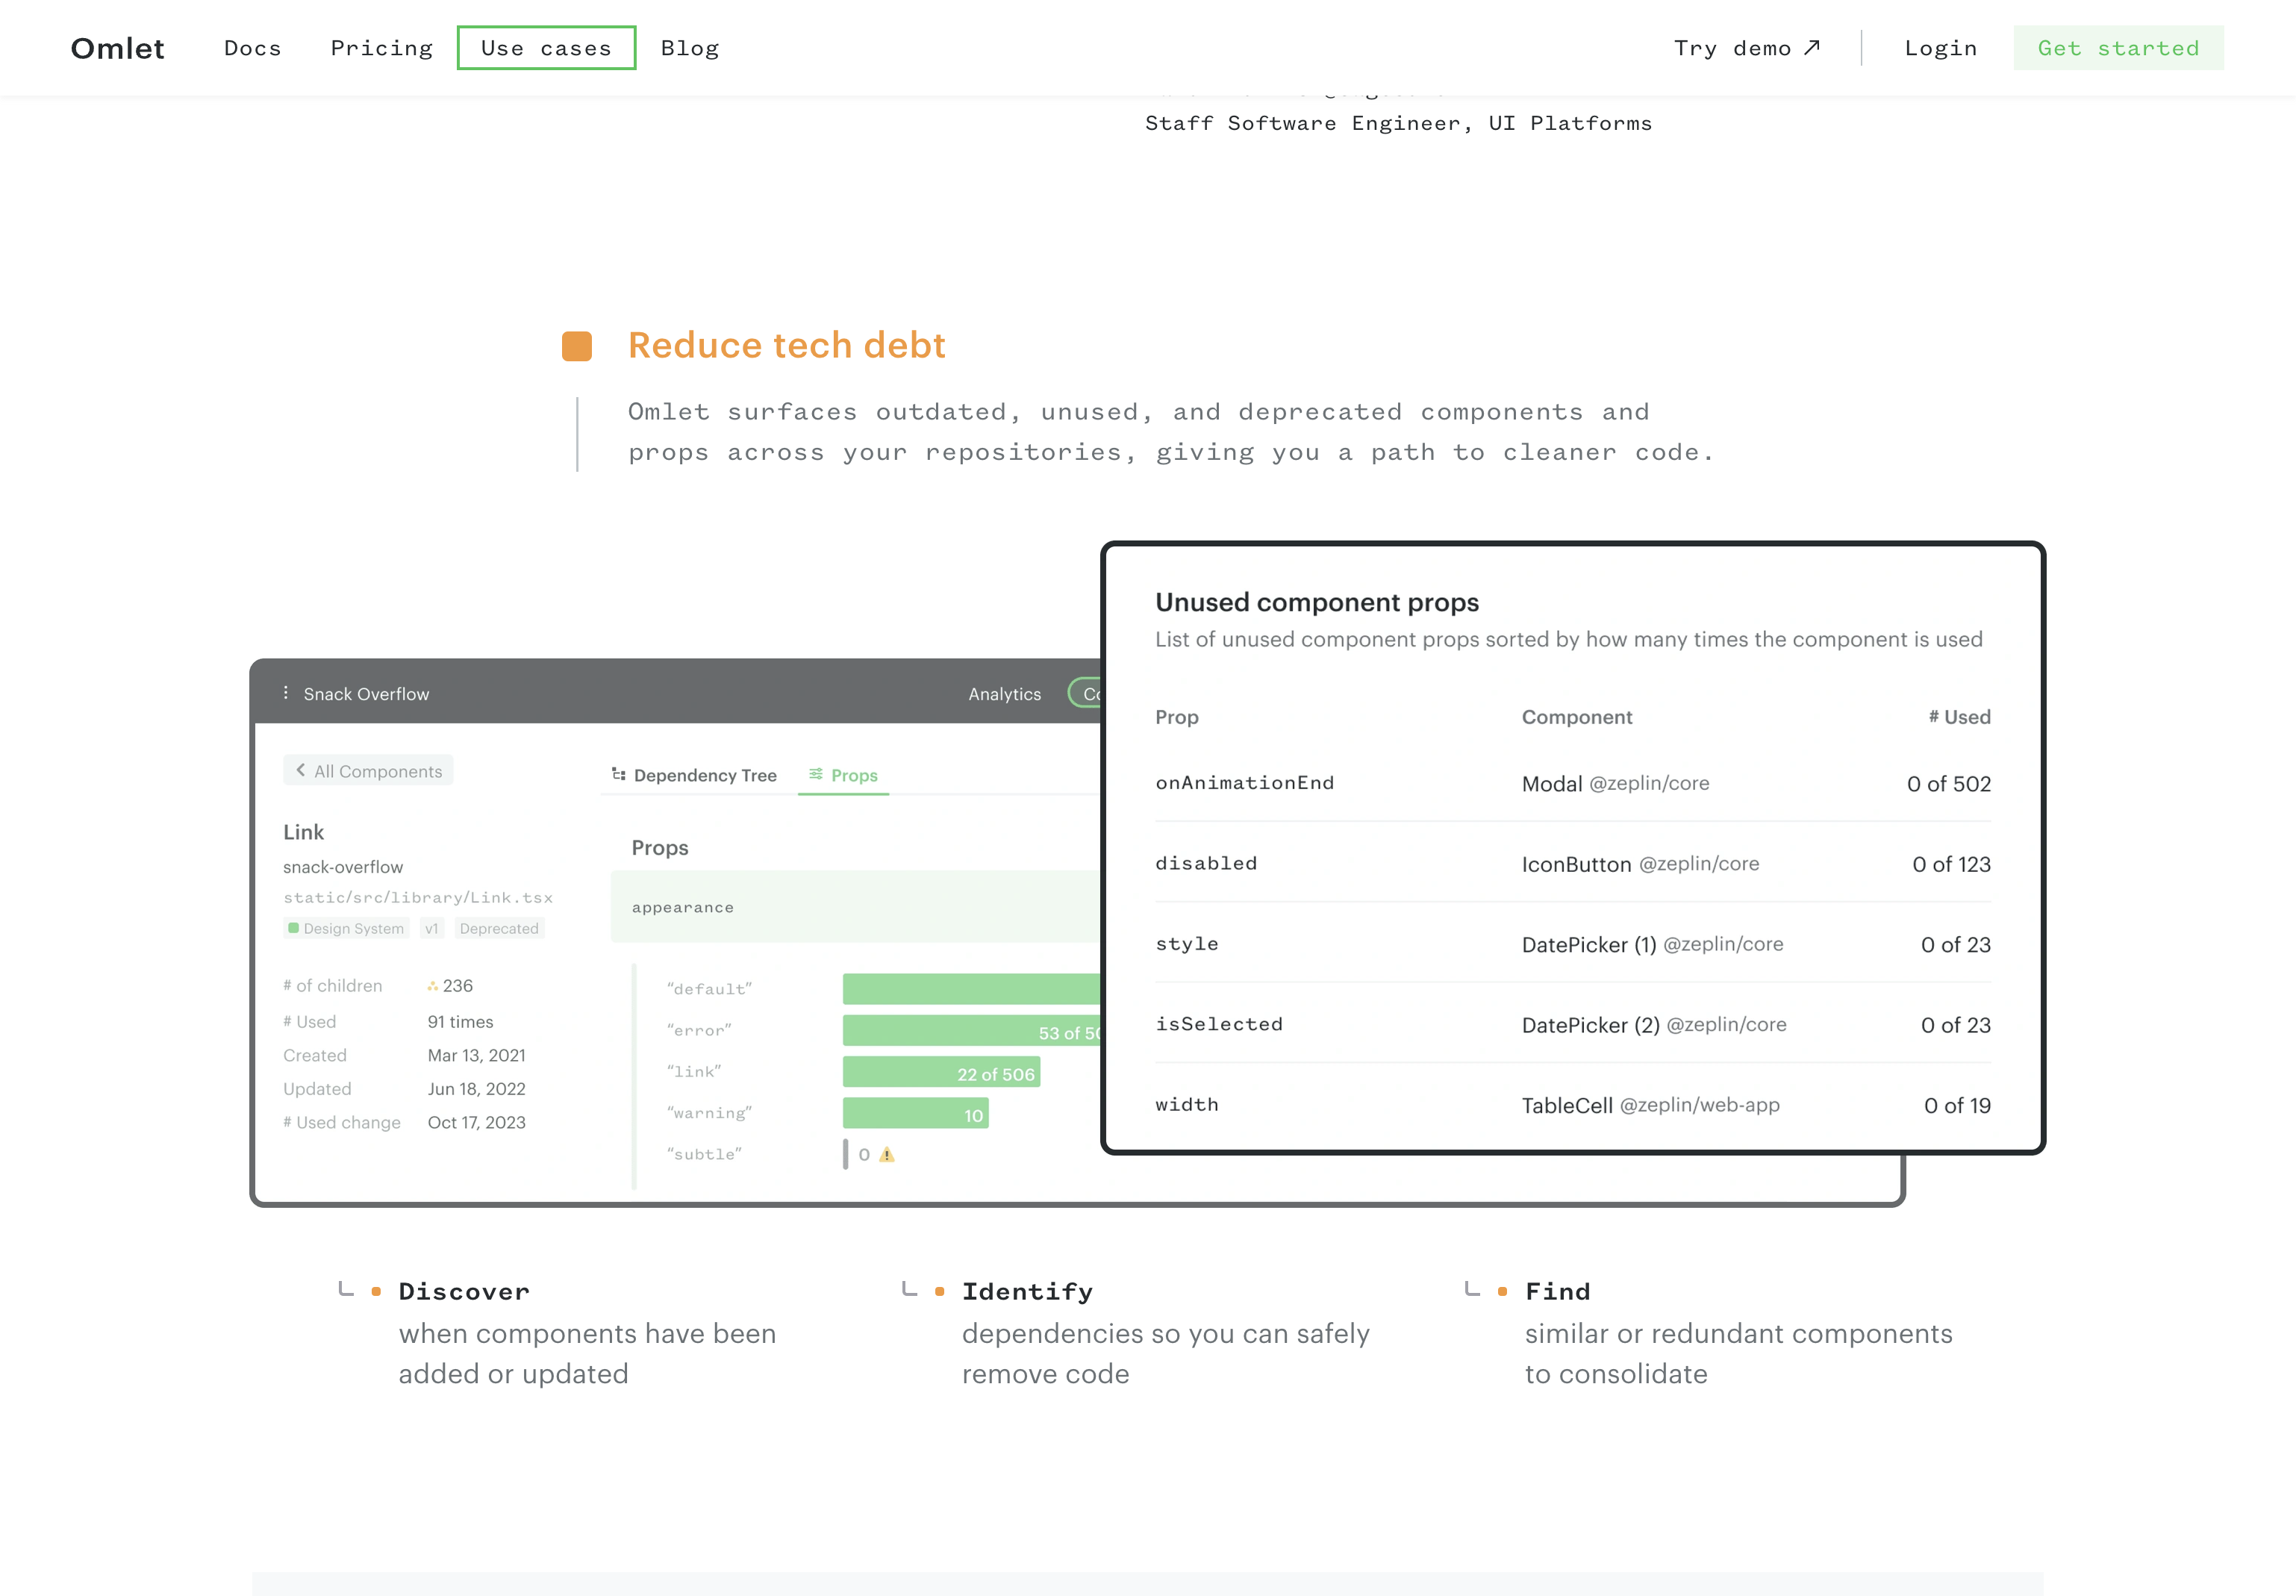 Omlet Docs Pricing Use cases Blog Try demo ↗ Login Get started
Staff Software Engineer, UI Platforms
Reduce tech debt
Omlet surfaces outdated, unused, and deprecated components and
props across your repositories, giving you a path to cleaner code.
Snack Overflow Analytics
All Components
Link
snack-overflow
static/src/library/Link.tsx
Design System v1 Deprecated
# of children 236
# Used 91 times
Created Mar 13, 2021
Updated Jun 18, 2022
# Used change Oct 17, 2023
Dependency Tree Props
Props
appearance
“default”
“error” 53 of
“link” 22 of 506
“warning” 10
“subtle” 0
Unused component props
List of unused component props sorted by how many times the component is used
Prop Component # Used
onAnimationEnd Modal @zeplin/core 0 of 502
disabled IconButton @zeplin/core 0 of 123
style DatePicker (1) @zeplin/core 0 of 23
isSelected DatePicker (2) @zeplin/core 0 of 23
width TableCell @zeplin/web-app 0 of 19
Discover
when components have been
added or updated
Identify
dependencies so you can safely
remove code
Find
similar or redundant components
to consolidate